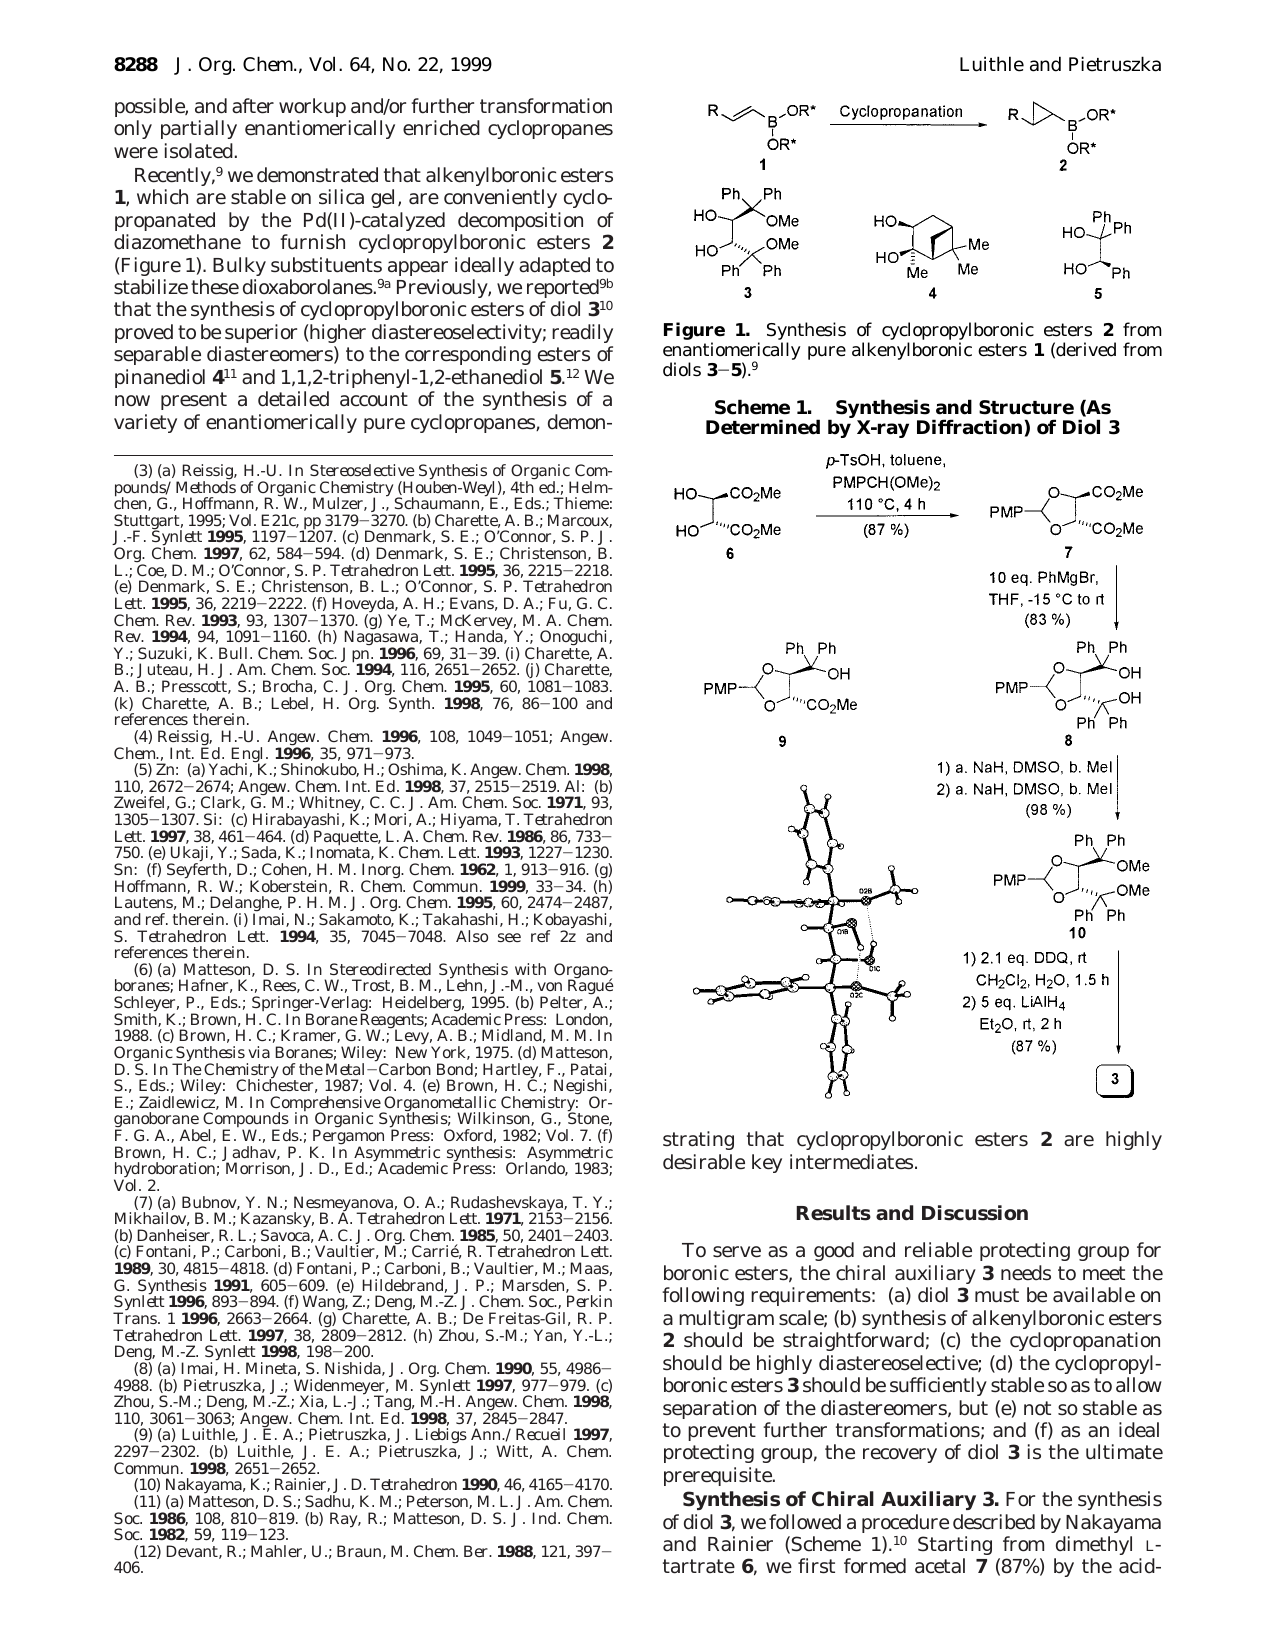 8288 J. Org. Chem., Vol. 64, No. 22, 1999
Luithle and Pietruszka
possible, and after workup and/or further transformation
only partially enantiomerically enriched cyclopropanes
were isolated.
Recently,9 we demonstrated that alkenylboronic esters
1, which are stable on silica gel, are conveniently cyclo-
propanated by the Pd(II)-catalyzed decomposition of
diazomethane to furnish cyclopropylboronic esters 2
(Figure 1). Bulky substituents appear ideally adapted to
stabilize these dioxaborolanes.9a Previously, we reported9b
that the synthesis of cyclopropylboronic esters of diol 310
proved to be superior (higher diastereoselectivity; readily
separable diastereomers) to the corresponding esters of
pinanediol 411 and 1,1,2-triphenyl-1,2-ethanediol 5.12 We
now present a detailed account of the synthesis of a
variety of enantiomerically pure cyclopropanes, demon-
(3) (a) Reissig, H.-U. In Stereoselective Synthesis of Organic Com-
pounds/Methods of Organic Chemistry (Houben-Weyl), 4th ed.; Helm-
chen, G., Hoffmann, R. W., Mulzer, J., Schaumann, E., Eds.; Thieme:
Stuttgart, 1995; Vol. E21c, pp 3179−3270. (b) Charette, A. B.; Marcoux,
J.-F. Synlett 1995, 1197−1207. (c) Denmark, S. E.; O'Connor, S. P. J.
Org. Chem. 1997, 62, 584−594. (d) Denmark, S. E.; Christenson, B.
L.; Coe, D. M.; O'Connor, S. P. Tetrahedron Lett. 1995, 36, 2215−2218.
(e) Denmark, S. E.; Christenson, B. L.; O'Connor, S. P. Tetrahedron
Lett. 1995, 36, 2219−2222. (f) Hoveyda, A. H.; Evans, D. A.; Fu, G. C.
Chem. Rev. 1993, 93, 1307−1370. (g) Ye, T.; McKervey, M. A. Chem.
Rev. 1994, 94, 1091−1160. (h) Nagasawa, T.; Handa, Y.; Onoguchi,
Y.; Suzuki, K. Bull. Chem. Soc. Jpn. 1996, 69, 31−39. (i) Charette, A.
B.; Juteau, H. J. Am. Chem. Soc. 1994, 116, 2651−2652. (j) Charette,
A. B.; Presscott, S.; Brocha, C. J. Org. Chem. 1995, 60, 1081−1083.
(k) Charette, A. B.; Lebel, H. Org. Synth. 1998, 76, 86−100 and
references therein.
(4) Reissig, H.-U. Angew. Chem. 1996, 108, 1049−1051; Angew.
Chem., Int. Ed. Engl. 1996, 35, 971−973.
(5) Zn: (a) Yachi, K.; Shinokubo, H.; Oshima, K. Angew. Chem. 1998,
110, 2672−2674; Angew. Chem. Int. Ed. 1998, 37, 2515−2519. Al: (b)
Zweifel, G.; Clark, G. M.; Whitney, C. C. J. Am. Chem. Soc. 1971, 93,
1305−1307. Si: (c) Hirabayashi, K.; Mori, A.; Hiyama, T. Tetrahedron
Lett. 1997, 38, 461−464. (d) Paquette, L. A. Chem. Rev. 1986, 86, 733−
750. (e) Ukaji, Y.; Sada, K.; Inomata, K. Chem. Lett. 1993, 1227−1230.
Sn: (f) Seyferth, D.; Cohen, H. M. Inorg. Chem. 1962, 1, 913−916. (g)
Hoffmann, R. W.; Koberstein, R. Chem. Commun. 1999, 33−34. (h)
Lautens, M.; Delanghe, P. H. M. J. Org. Chem. 1995, 60, 2474−2487,
and ref. therein. (i) Imai, N.; Sakamoto, K.; Takahashi, H.; Kobayashi,
S. Tetrahedron Lett. 1994, 35, 7045−7048. Also see ref 2z and
references therein.
(6) (a) Matteson, D. S. In Stereodirected Synthesis with Organo-
boranes; Hafner, K., Rees, C. W., Trost, B. M., Lehn, J.-M., von Ragué
Schleyer, P., Eds.; Springer-Verlag: Heidelberg, 1995. (b) Pelter, A.;
Smith, K.; Brown, H. C. In Borane Reagents; Academic Press: London,
1988. (c) Brown, H. C.; Kramer, G. W.; Levy, A. B.; Midland, M. M. In
Organic Synthesis via Boranes; Wiley: New York, 1975. (d) Matteson,
D. S. In The Chemistry of the Metal−Carbon Bond; Hartley, F., Patai,
S., Eds.; Wiley: Chichester, 1987; Vol. 4. (e) Brown, H. C.; Negishi,
E.; Zaidlewicz, M. In Comprehensive Organometallic Chemistry: Or-
ganoborane Compounds in Organic Synthesis; Wilkinson, G., Stone,
F. G. A., Abel, E. W., Eds.; Pergamon Press: Oxford, 1982; Vol. 7. (f)
Brown, H. C.; Jadhav, P. K. In Asymmetric synthesis: Asymmetric
hydroboration; Morrison, J. D., Ed.; Academic Press: Orlando, 1983;
Vol. 2.
(7) (a) Bubnov, Y. N.; Nesmeyanova, O. A.; Rudashevskaya, T. Y.;
Mikhailov, B. M.; Kazansky, B. A. Tetrahedron Lett. 1971, 2153−2156.
(b) Danheiser, R. L.; Savoca, A. C. J. Org. Chem. 1985, 50, 2401−2403.
(c) Fontani, P.; Carboni, B.; Vaultier, M.; Carrié, R. Tetrahedron Lett.
1989, 30, 4815−4818. (d) Fontani, P.; Carboni, B.; Vaultier, M.; Maas,
G. Synthesis 1991, 605−609. (e) Hildebrand, J. P.; Marsden, S. P.
Synlett 1996, 893−894. (f) Wang, Z.; Deng, M.-Z. J. Chem. Soc., Perkin
Trans. 1 1996, 2663−2664. (g) Charette, A. B.; De Freitas-Gil, R. P.
Tetrahedron Lett. 1997, 38, 2809−2812. (h) Zhou, S.-M.; Yan, Y.-L.;
Deng, M.-Z. Synlett 1998, 198−200.
(8) (a) Imai, H. Mineta, S. Nishida, J. Org. Chem. 1990, 55, 4986−
4988. (b) Pietruszka, J.; Widenmeyer, M. Synlett 1997, 977−979. (c)
Zhou, S.-M.; Deng, M.-Z.; Xia, L.-J.; Tang, M.-H. Angew. Chem. 1998,
110, 3061−3063; Angew. Chem. Int. Ed. 1998, 37, 2845−2847.
(9) (a) Luithle, J. E. A.; Pietruszka, J. Liebigs Ann./Recueil 1997,
2297−2302. (b) Luithle, J. E. A.; Pietruszka, J.; Witt, A. Chem.
Commun. 1998, 2651−2652.
(10) Nakayama, K.; Rainier, J. D. Tetrahedron 1990, 46, 4165−4170.
(11) (a) Matteson, D. S.; Sadhu, K. M.; Peterson, M. L. J. Am. Chem.
Soc. 1986, 108, 810−819. (b) Ray, R.; Matteson, D. S. J. Ind. Chem.
Soc. 1982, 59, 119−123.
(12) Devant, R.; Mahler, U.; Braun, M. Chem. Ber. 1988, 121, 397−
406.
R B OR* OR* 1
Cyclopropanation
R B OR* OR* 2
Ph Ph HO OMe HO OMe Ph Ph 3
HO HO Me Me Me 4
Ph Ph HO HO Ph 5
Figure 1. Synthesis of cyclopropylboronic esters 2 from
enantiomerically pure alkenylboronic esters 1 (derived from
diols 3−5).9
Scheme 1. Synthesis and Structure (As
Determined by X-ray Diffraction) of Diol 3
HO CO2Me HO CO2Me 6
p-TsOH, toluene,
PMPCH(OMe)2
110 °C, 4 h
(87 %)
PMP O O CO2Me CO2Me 7
10 eq. PhMgBr,
THF, -15 °C to rt
(83 %)
Ph Ph OH PMP O O CO2Me 9
Ph Ph OH PMP O O OH Ph Ph 8
1) a. NaH, DMSO, b. MeI
2) a. NaH, DMSO, b. MeI
(98 %)
Ph Ph OMe PMP O O OMe Ph Ph 10
O2B
O1B
O1C
O2C
1) 2.1 eq. DDQ, rt
CH2Cl2, H2O, 1.5 h
2) 5 eq. LiAlH4
Et2O, rt, 2 h
(87 %)
3
strating that cyclopropylboronic esters 2 are highly
desirable key intermediates.
Results and Discussion
To serve as a good and reliable protecting group for
boronic esters, the chiral auxiliary 3 needs to meet the
following requirements: (a) diol 3 must be available on
a multigram scale; (b) synthesis of alkenylboronic esters
2 should be straightforward; (c) the cyclopropanation
should be highly diastereoselective; (d) the cyclopropyl-
boronic esters 3 should be sufficiently stable so as to allow
separation of the diastereomers, but (e) not so stable as
to prevent further transformations; and (f) as an ideal
protecting group, the recovery of diol 3 is the ultimate
prerequisite.
Synthesis of Chiral Auxiliary 3. For the synthesis
of diol 3, we followed a procedure described by Nakayama
and Rainier (Scheme 1).10 Starting from dimethyl L-
tartrate 6, we first formed acetal 7 (87%) by the acid-